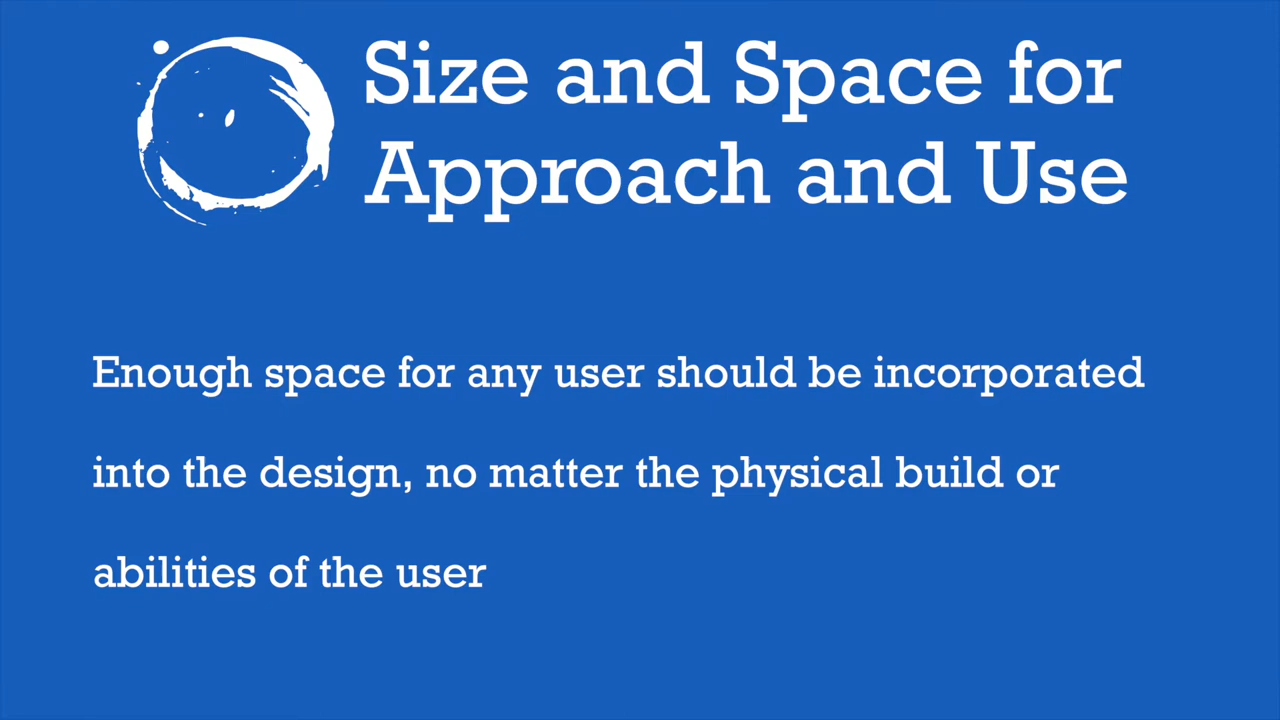 Size and Space for
Approach and Use
Enough space for any user should be incorporated
into the design, no matter the physical build or
abilities of the user